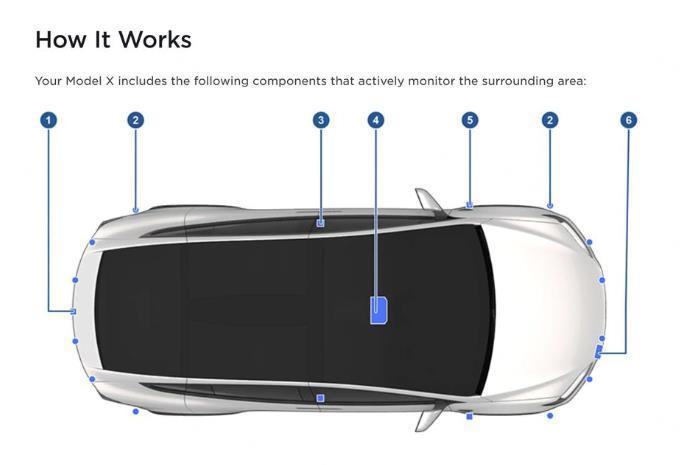 How It Works
Your Model X includes the following components that actively monitor the surrounding area:
1 2 3 4 5 2 6